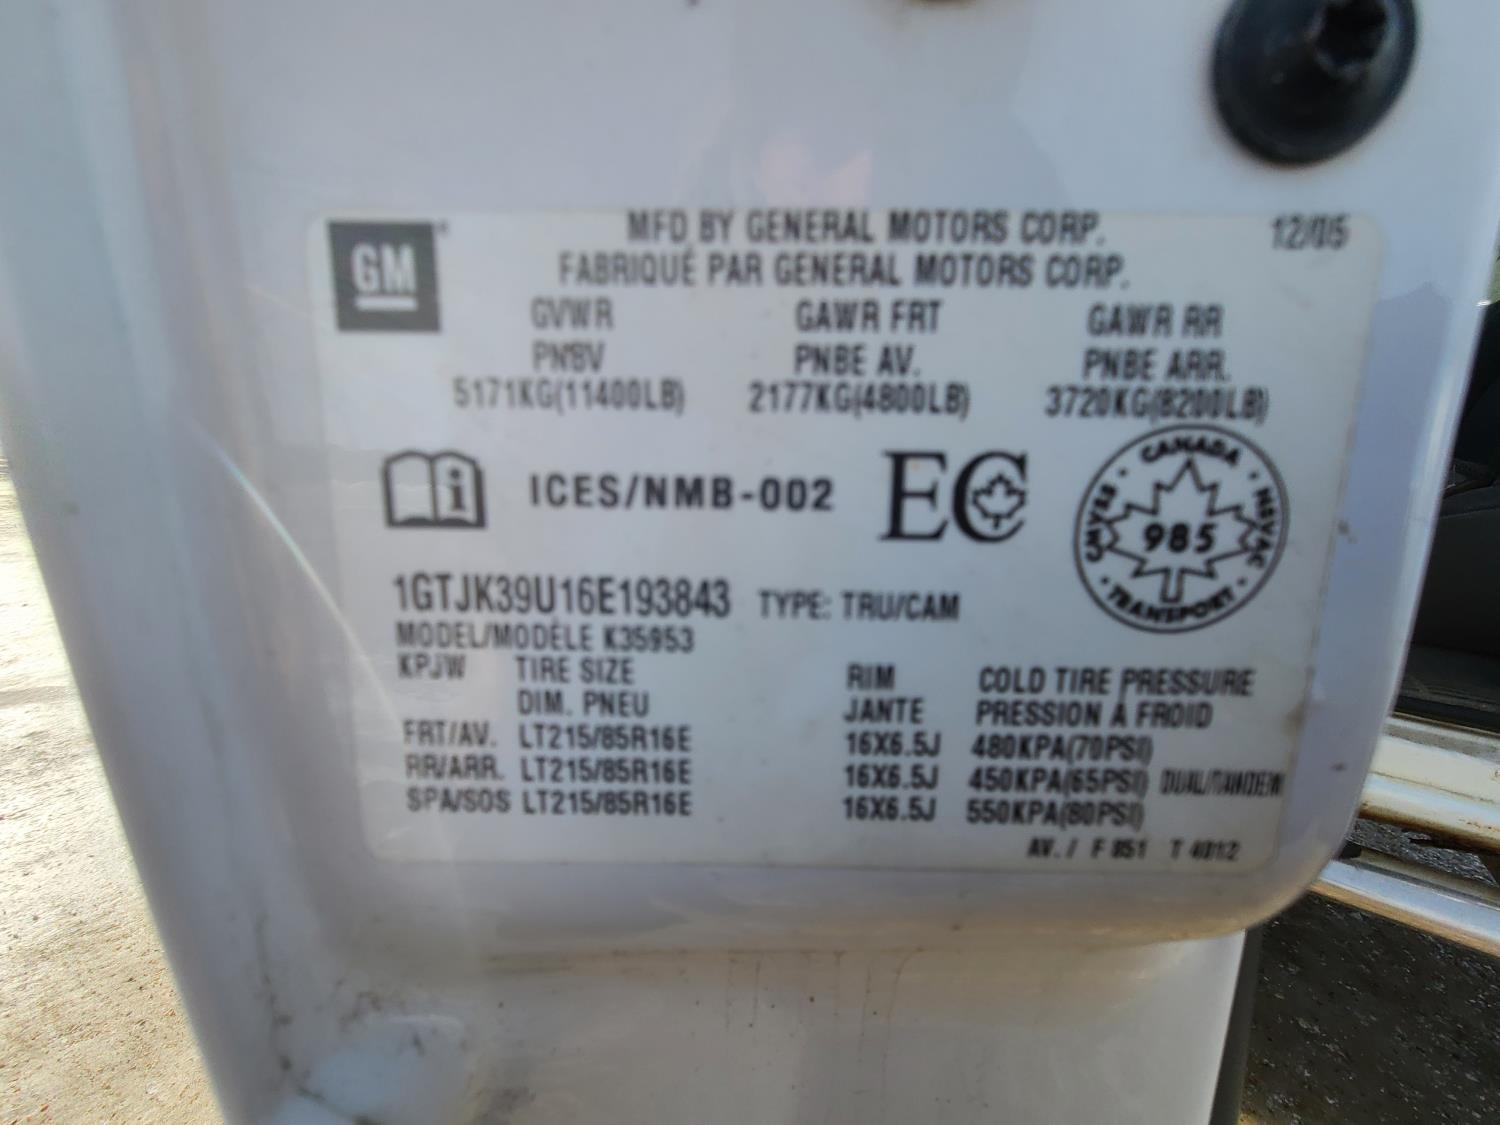 GM
MFD BY GENERAL MOTORS CORP. 12/05
FABRIQUÉ PAR GENERAL MOTORS CORP.
GVWR GAWR FRT GAWR RR
PNBV PNBE AV. PNBE ARR.
5171KG(11400LB) 2177KG(4800LB) 3720KG(8200LB)
i ICES/NMB-002 EC
CANADA NSVAC TRANSPORT CMVSS 985
1GTJK39U16E193843 TYPE: TRU/CAM
MODEL/MODÈLE K35953
KPJW TIRE SIZE RIM COLD TIRE PRESSURE
DIM. PNEU JANTE PRESSION À FROID
FRT/AV. LT215/85R16E 16X6.5J 480KPA(70PSI)
RR/ARR. LT215/85R16E 16X6.5J 450KPA(65PSI) DUAL/TANDEM
SPA/SOS LT215/85R16E 16X6.5J 550KPA(80PSI)
AV. / F 851 T 4012